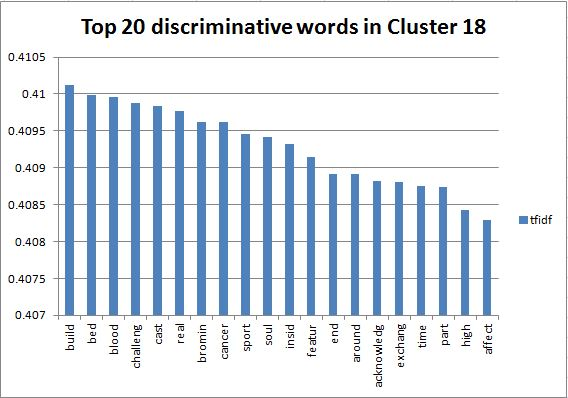 Top 20 discriminative words in Cluster 18
0.4105
0.41
0.4095
0.409
0.4085
0.408
0.4075
0.407
tfidf
build
bed
blood
challeng
cast
real
bromin
cancer
sport
soul
insid
featur
end
around
acknowledg
exchang
time
part
high
affect